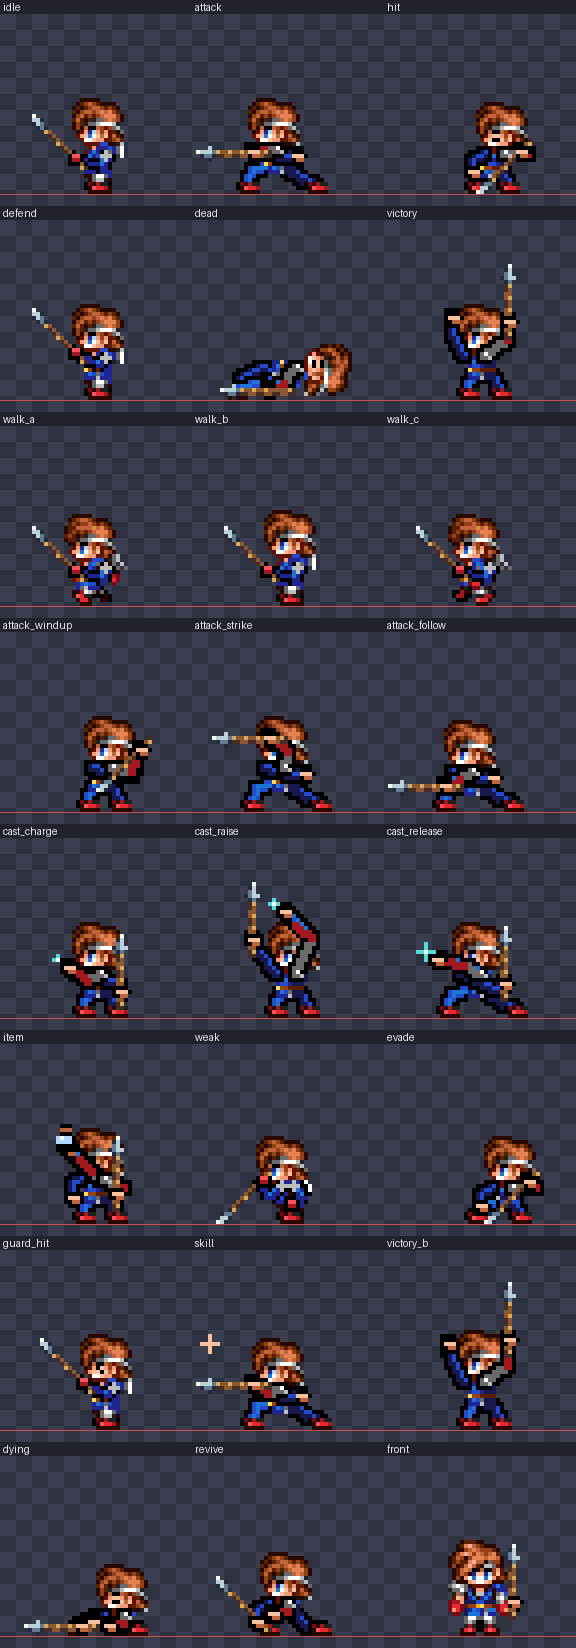 idle attack hit
defend dead victory
walk_a walk_b walk_c
attack_windup attack_strike attack_follow
cast_charge cast_raise cast_release
item weak evade
guard_hit skill victory_b
dying revive front